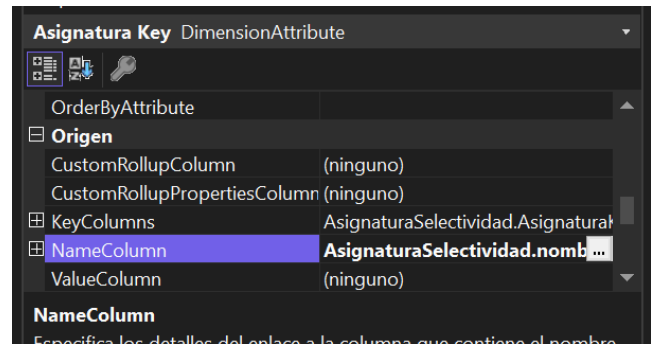 Asignatura Key DimensionAttribute
OrderByAttribute
Origen
CustomRollupColumn (ninguno)
CustomRollupPropertiesColumn (ninguno)
KeyColumns AsignaturaSelectividad.Asignatura
NameColumn AsignaturaSelectividad.nomb ...
ValueColumn (ninguno)
NameColumn
Especifica los detalles del enlace a la columna que contiene el nombre